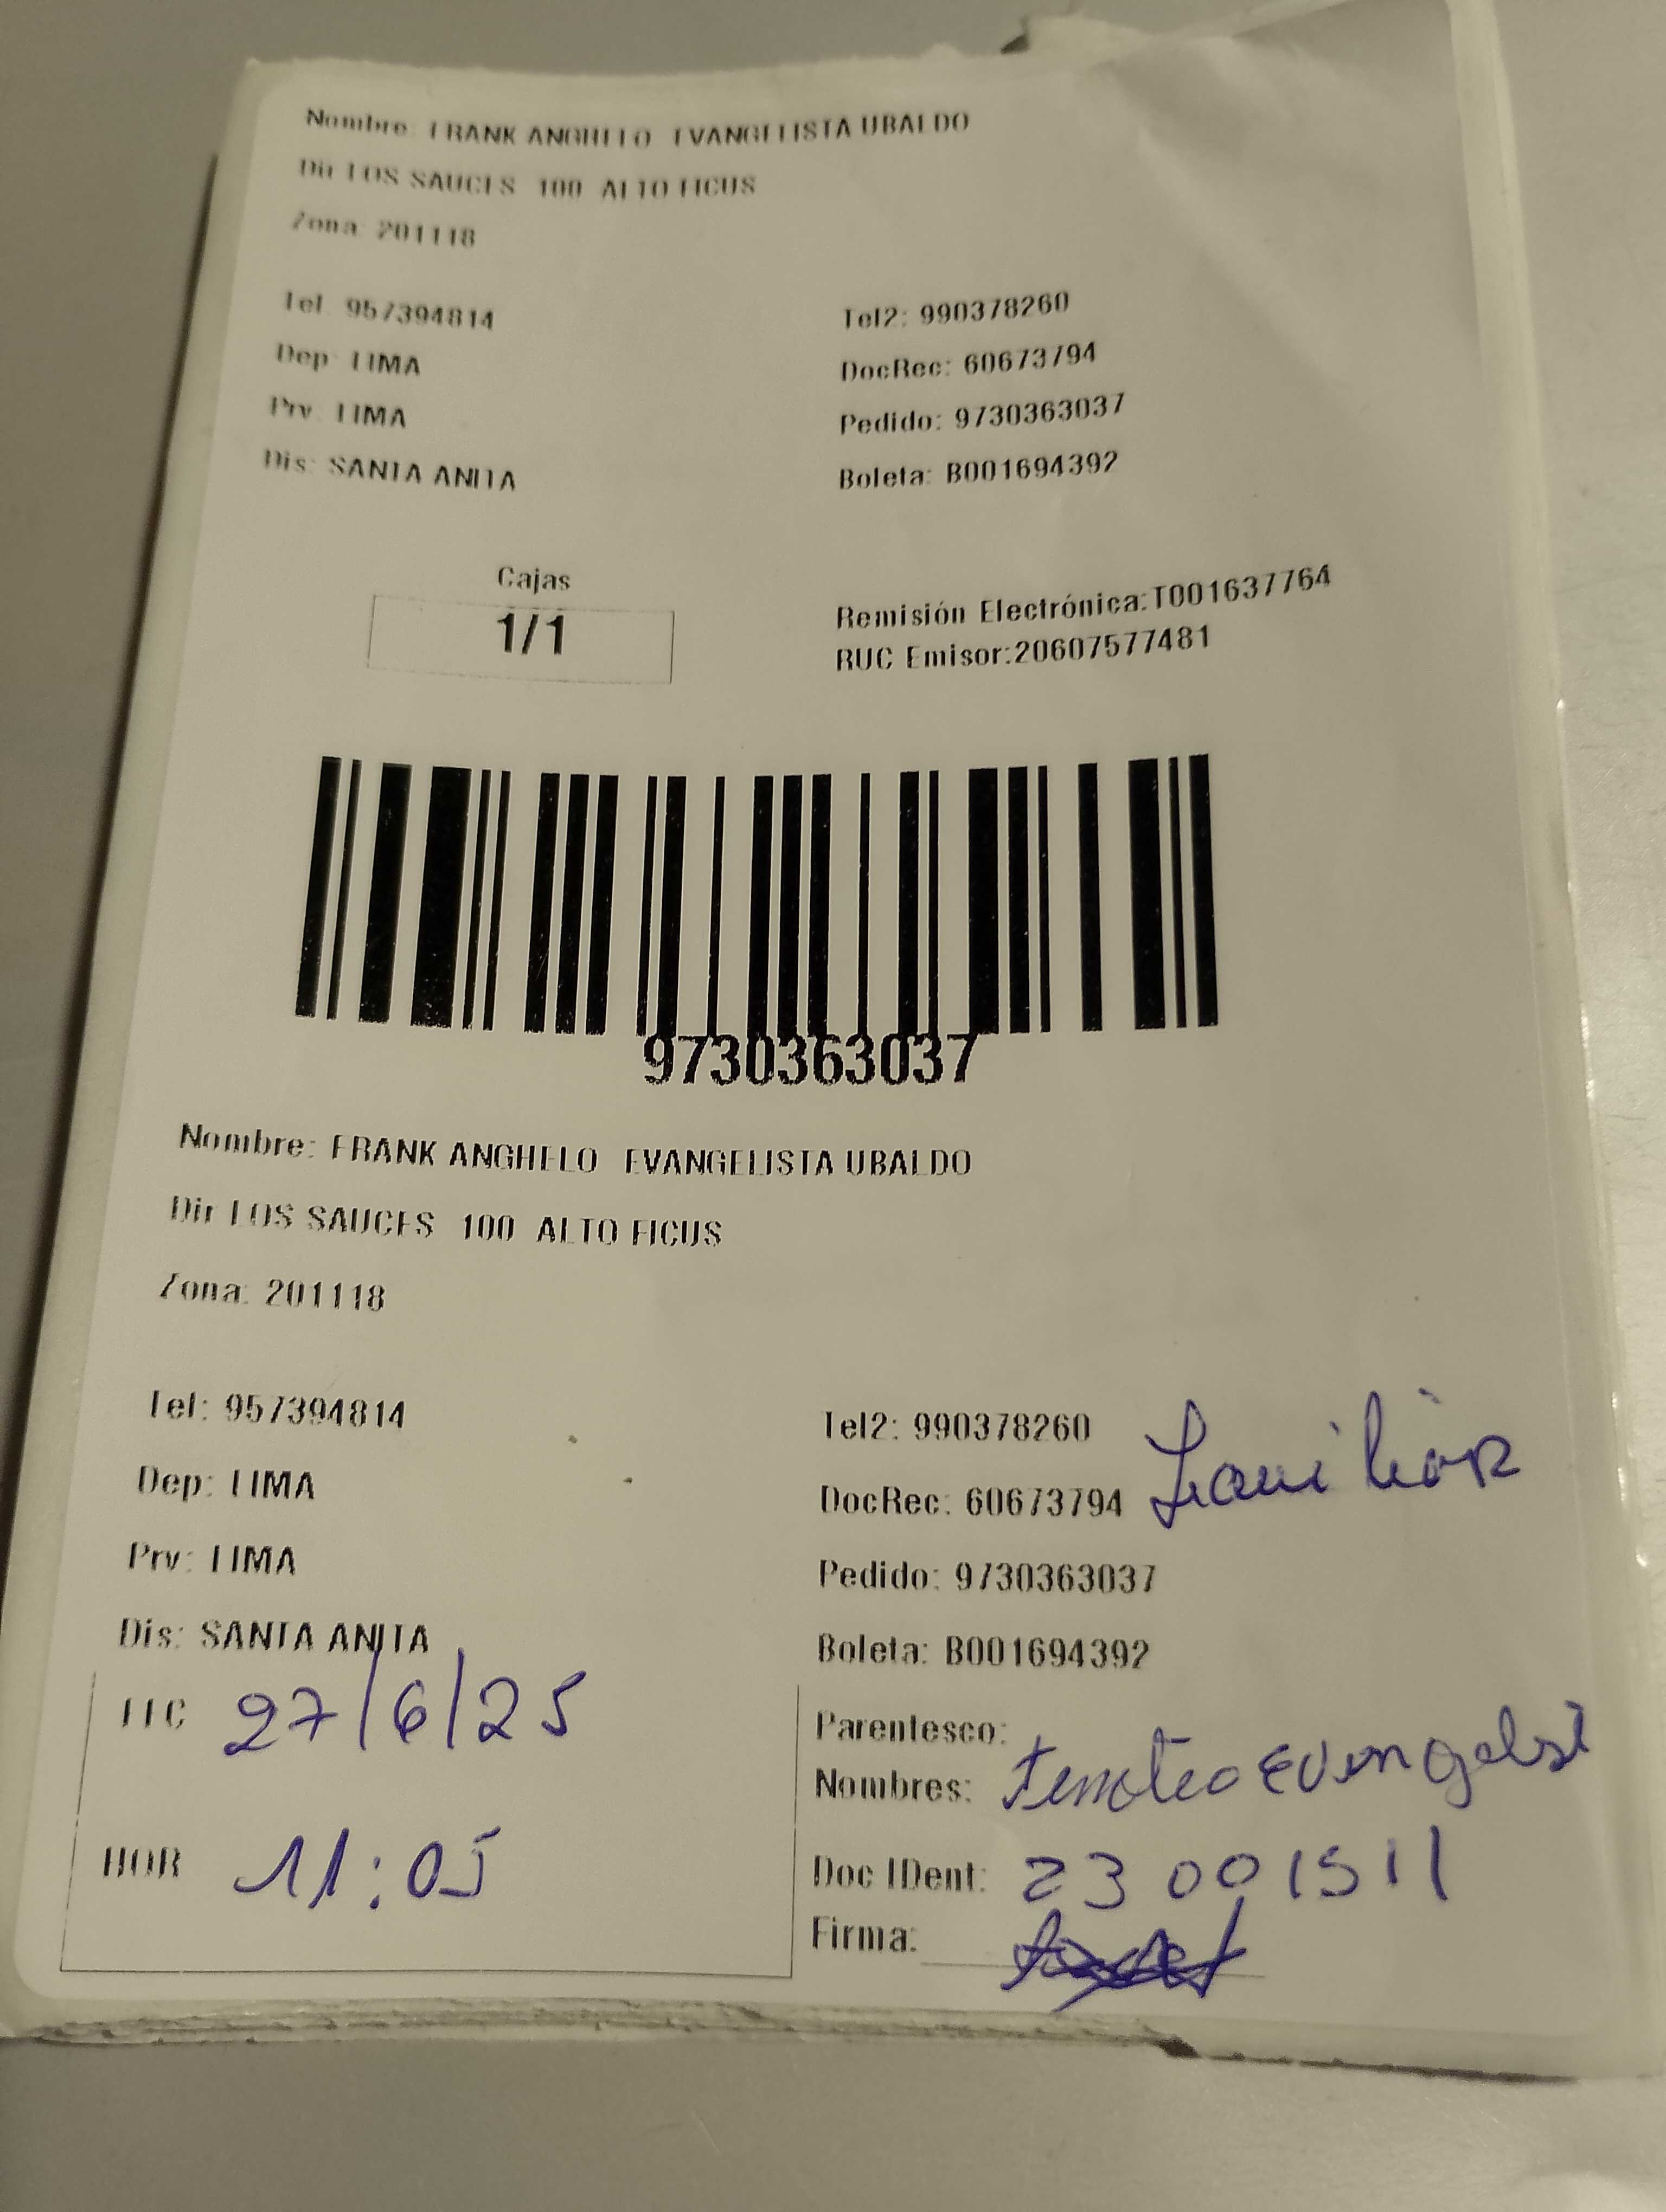 Nombre: FRANK ANGHELO EVANGELISTA UBALDO
Dir LOS SAUCES 100 ALTO FICUS
Zona: 201118
Tel: 957394814 Tel2: 990378260
Dep: LIMA DocRec: 60673794
Prv: LIMA Pedido: 9730363037
Dis: SANTA ANITA Boleta: B001694392
Cajas
1/1
Remisión Electrónica:T001637764
RUC Emisor:20607577481
9730363037
Nombre: FRANK ANGHELO EVANGELISTA UBALDO
Dir LOS SAUCES 100 ALTO FICUS
Zona: 201118
Tel: 957394814 Tel2: 990378260
Dep: LIMA DocRec: 60673794 Familiar
Prv: LIMA Pedido: 9730363037
Dis: SANTA ANITA Boleta: B001694392
27/6/25 Parentesco:
Nombres:
HOR 11:05 Doc IDent: 23001511
Firma: